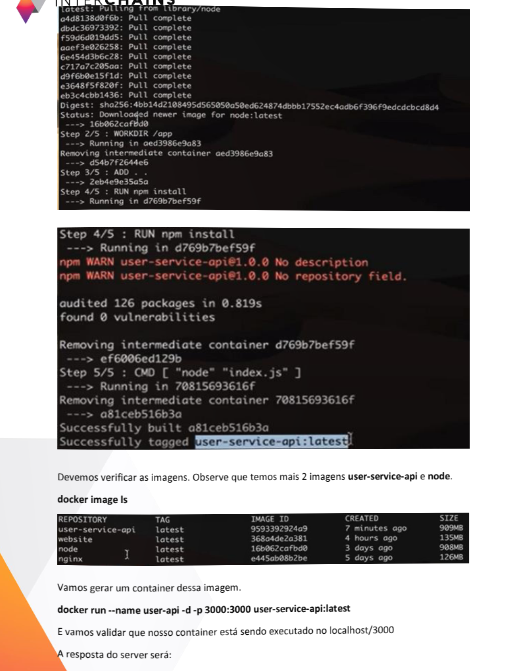 INTERCHAINS
latest: Pulling from library/node
a4d8138d0f6b: Pull complete
dbdc36973392: Pull complete
f59d6d019dd5: Pull complete
aaef3e026258: Pull complete
6e454d3b6c28: Pull complete
c717a7c205aa: Pull complete
d9f6b0e15f1d: Pull complete
e3648f5f820f: Pull complete
eb3c4cbb1436: Pull complete
Status: Downloaded newer image for node:latest
---> 16b062cafbd0
Step 2/5 : WORKDIR /app
---> Running in aed3986e9a83
Removing intermediate container aed3986e9a83
---> d54b7f2644e6
Step 3/5 : ADD . .
---> 2eb4e9e35a5a
Step 4/5 : RUN npm install
---> Running in d769b7bef59f
Step 4/5 : RUN npm install
---> Running in d769b7bef59f
npm WARN user-service-api@1.0.0 No description
npm WARN user-service-api@1.0.0 No repository field.
audited 126 packages in 0.819s
found 0 vulnerabilities
Removing intermediate container d769b7bef59f
---> ef6006ed129b
Step 5/5 : CMD [ "node" "index.js" ]
---> Running in 70815693616f
Removing intermediate container 70815693616f
---> a81ceb516b3a
Successfully built a81ceb516b3a
Successfully tagged user-service-api:latest
Devemos verificar as imagens. Observe que temos mais 2 imagens user-service-api e node.
docker image ls
REPOSITORY TAG IMAGE ID CREATED SIZE
user-service-api latest 9593392924a9 7 minutes ago 909MB
website latest 368a4de2a381 4 hours ago 135MB
node latest 16b062cafbd0 3 days ago 908MB
nginx latest e445ab08b2be 5 days ago 126MB
Vamos gerar um container dessa imagem.
docker run --name user-api -d -p 3000:3000 user-service-api:latest
E vamos validar que nosso container está sendo executado no localhost/3000
A resposta do server será: